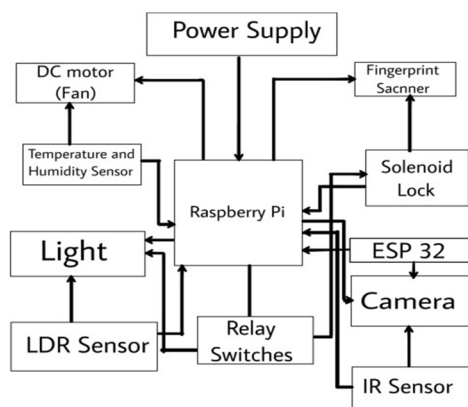 Power Supply
DC motor
(Fan)
Fingerprint
Sacnner
Temperature and
Humidity Sensor
Raspberry Pi
Solenoid
Lock
Light
ESP 32
Camera
LDR Sensor
Relay
Switches
IR Sensor